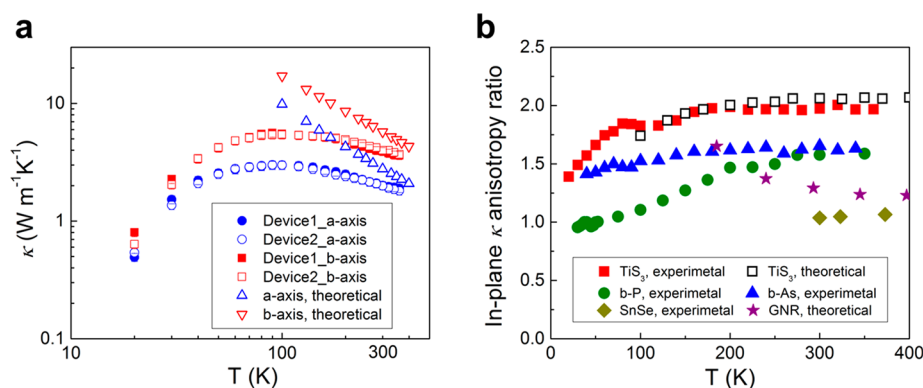 a
κ (W m⁻¹K⁻¹)
10
1
0.1
Device1_a-axis
Device2_a-axis
Device1_b-axis
Device2_b-axis
a-axis, theoretical
b-axis, theoretical
10
100
300
T (K)
b
In-plane κ anisotropy ratio
2.5
2.0
1.5
1.0
0.5
0.0
TiS₃, experimetal
TiS₃, theoretical
b-P, experimetal
b-As, experimetal
SnSe, experimetal
GNR, theoretical
0
100
200
300
400
T (K)